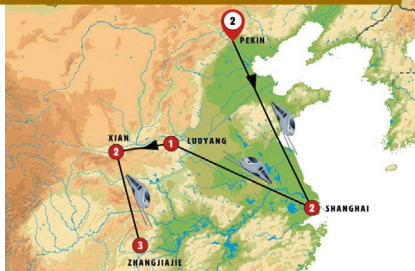 2
PEKIN
XIAN
2
1
LUOYANG
2
SHANGHAI
3
ZHANGJIAJIE